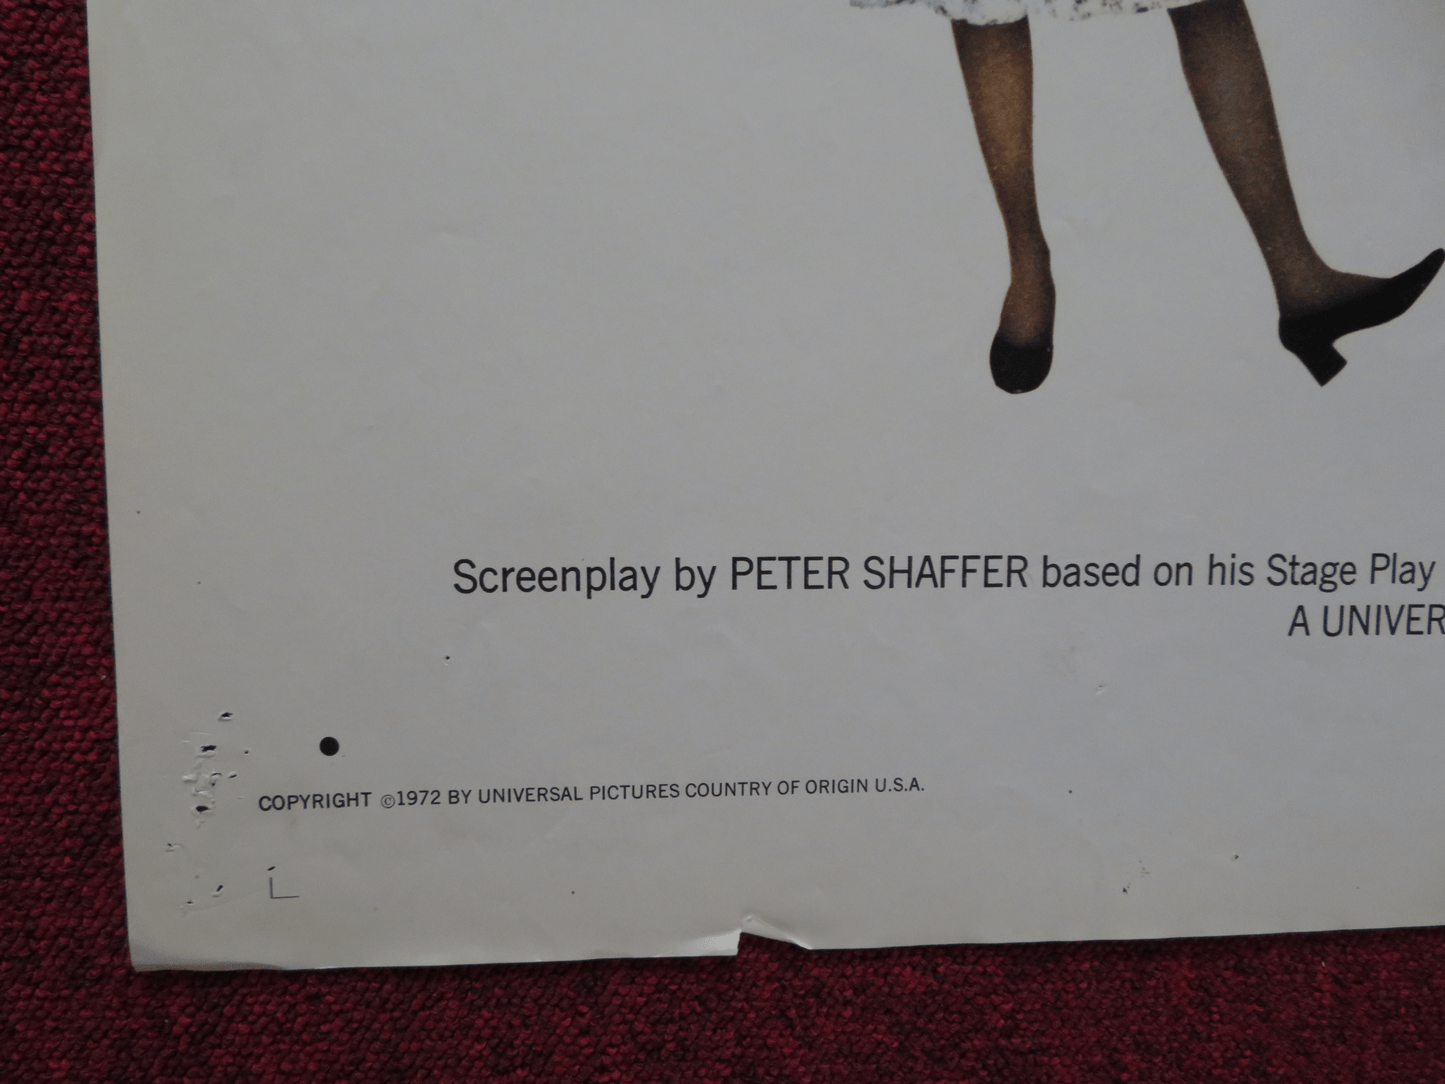 Screenplay by PETER SHAFFER based on his Stage Play
A UNIVER
COPYRIGHT ©1972 BY UNIVERSAL PICTURES COUNTRY OF ORIGIN U.S.A.